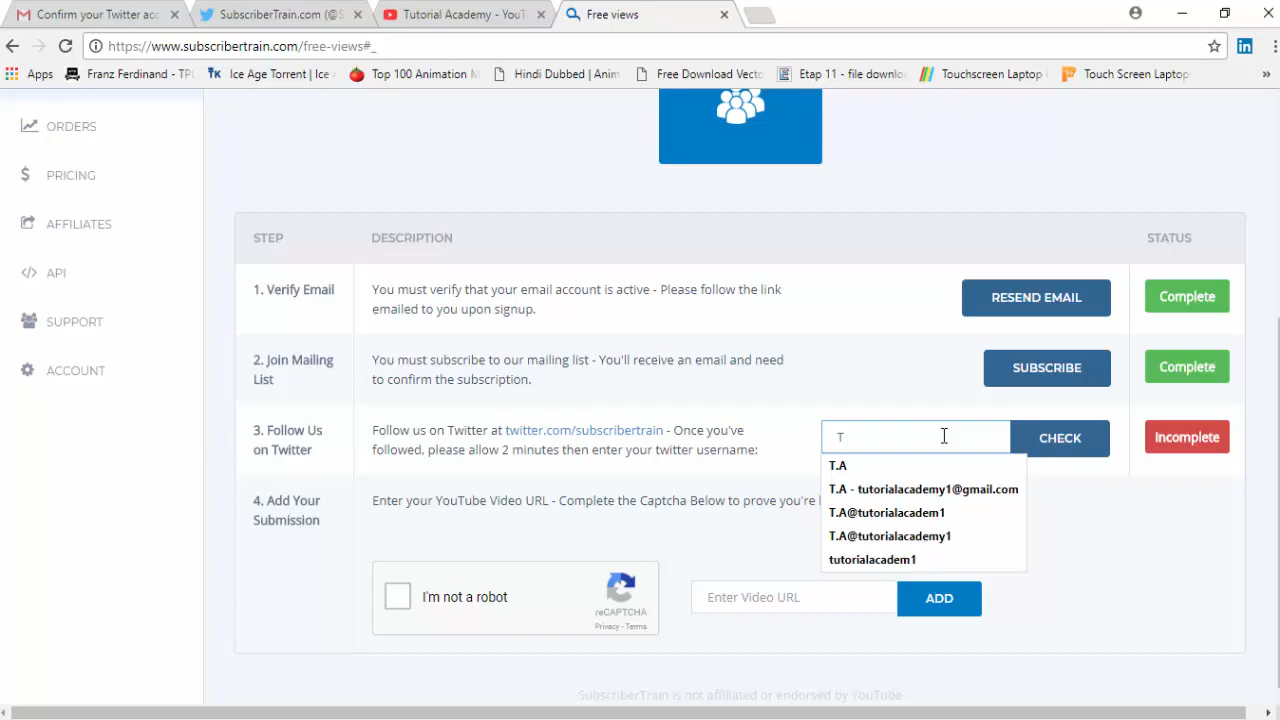 Confirm your Twitter acc
SubscriberTrain.com (@S
Tutorial Academy - YouT
Free views
https://www.subscribertrain.com/free-views#_
Apps
Franz Ferdinand - TPL
Ice Age Torrent | Ice
Top 100 Animation M
Hindi Dubbed | Anim
Free Download Vecto
Etap 11 - file downlo
Touchscreen Laptop
Touch Screen Laptop
ORDERS
PRICING
AFFILIATES
API
SUPPORT
ACCOUNT
STEP
DESCRIPTION
STATUS
1. Verify Email
You must verify that your email account is active - Please follow the link
emailed to you upon signup.
RESEND EMAIL
Complete
2. Join Mailing
List
You must subscribe to our mailing list - You'll receive an email and need
to confirm the subscription.
SUBSCRIBE
Complete
3. Follow Us
on Twitter
Follow us on Twitter at twitter.com/subscribertrain - Once you've
followed, please allow 2 minutes then enter your twitter username:
T
CHECK
Incomplete
T.A
T.A - tutorialacademy1@gmail.com
T.A@tutorialacadem1
T.A@tutorialacademy1
tutorialacadem1
4. Add Your
Submission
Enter your YouTube Video URL - Complete the Captcha Below to prove you're
I'm not a robot
reCAPTCHA
Privacy - Terms
Enter Video URL
ADD
SubscriberTrain is not affiliated or endorsed by YouTube